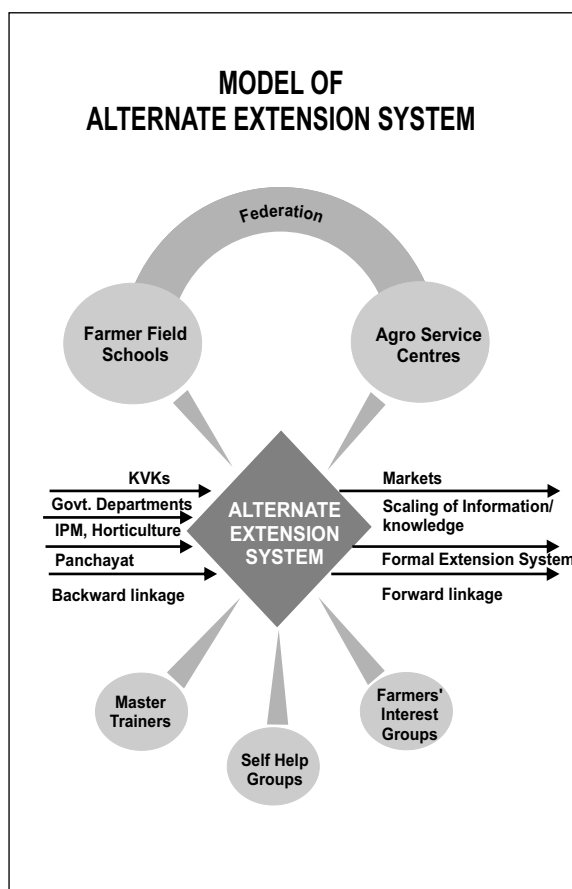 MODEL OF
ALTERNATE EXTENSION SYSTEM
Federation
Farmer Field
Schools
Agro Service
Centres
KVKs
Govt. Departments
IPM, Horticulture
Panchayat
Backward linkage
ALTERNATE
EXTENSION
SYSTEM
Markets
Scaling of Information/
knowledge
Formal Extension System
Forward linkage
Master
Trainers
Self Help
Groups
Farmers'
Interest
Groups